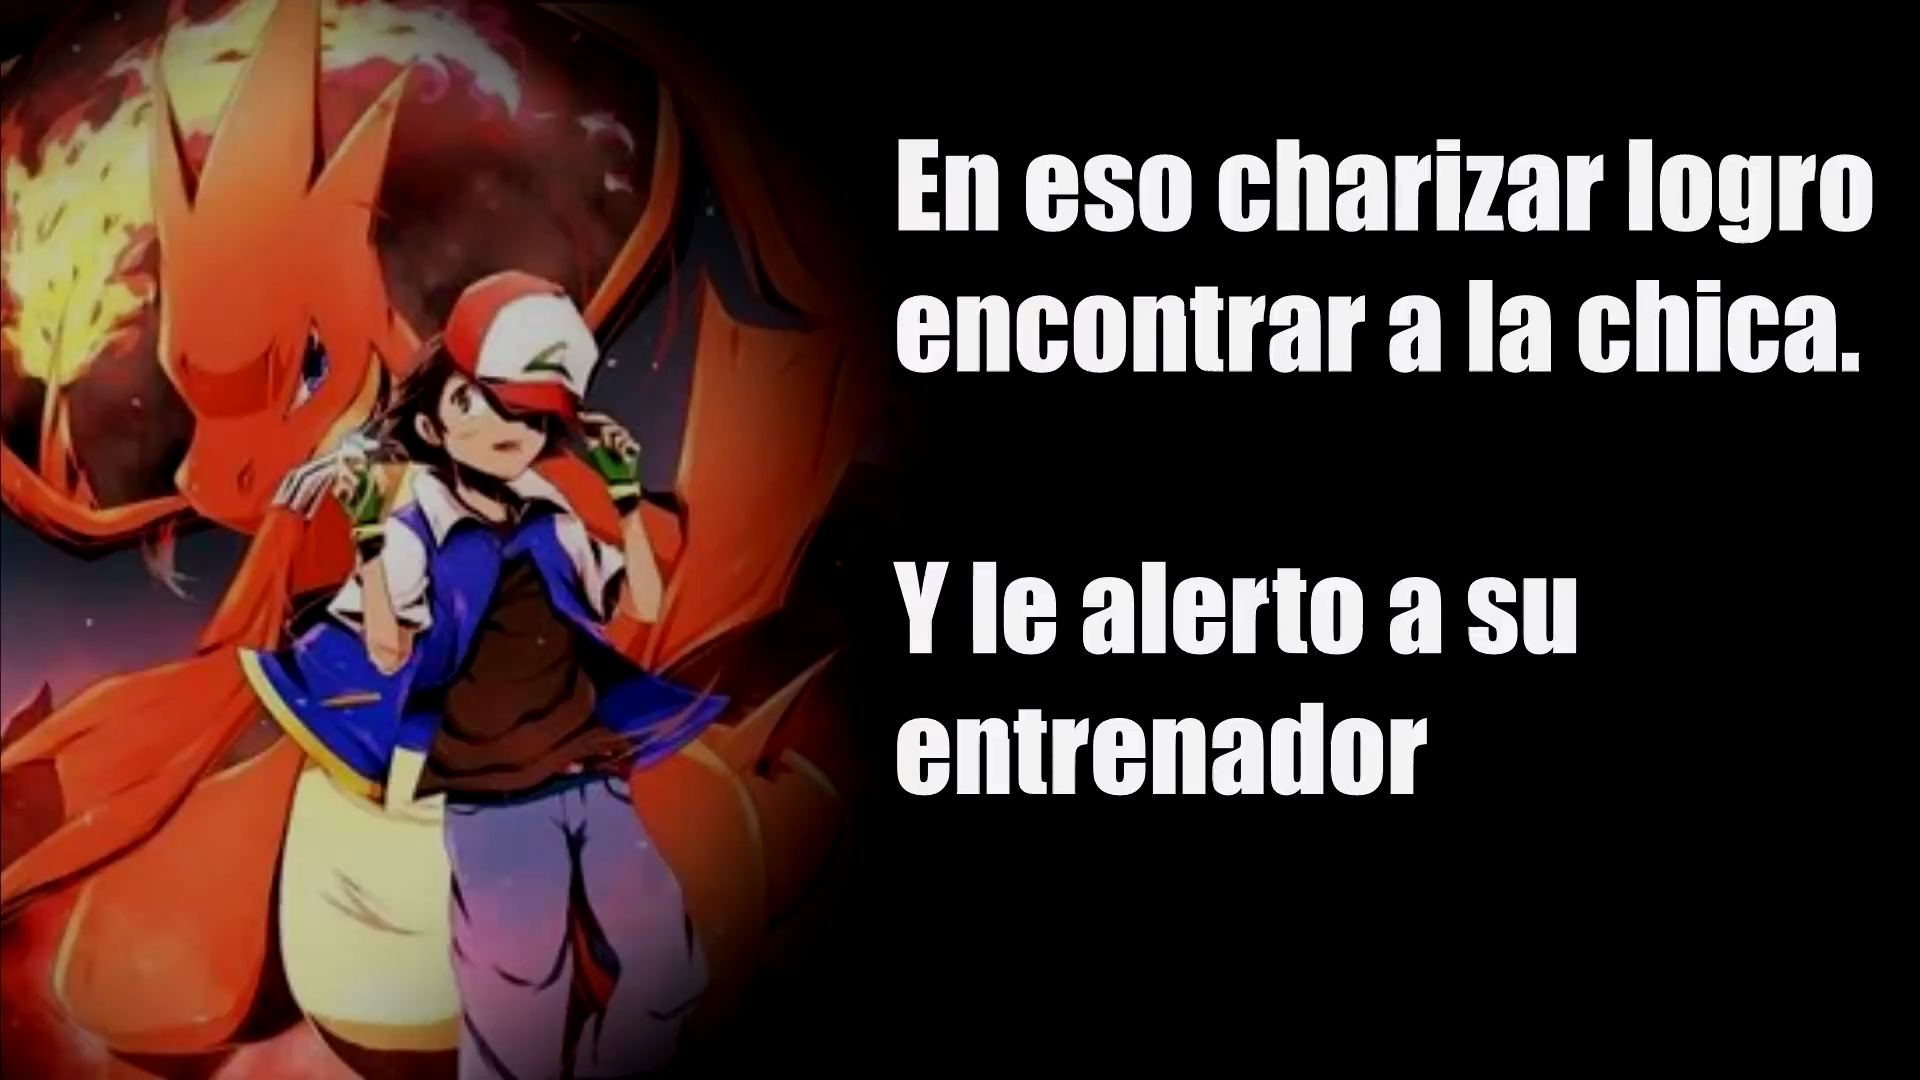 En eso charizar logro
encontrar a la chica.
Y le alerto a su
entrenador